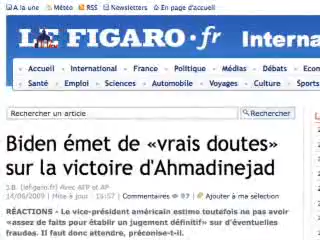 A la une Météo RSS Newsletters En page d'accueil
LE FIGARO·fr Interna
Accueil International France Politique Médias Débats Econ
Santé Emploi Sciences Automobile Voyages Culture Sport
Rechercher un article Rechercher
Biden émet de «vrais doutes»
sur la victoire d'Ahmadinejad
J.B. (lefigaro.fr) Avec AFP et AP
14/06/2009 | Mise à jour : 15:57 | Commentaires 97 | Ajouter à ma sélection
RÉACTIONS - Le vice-président américain estime toutefois ne pas avoir
«assez de faits pour établir un jugement définitif» sur d'éventuelles
fraudes. Il faut donc attendre, préconise-t-il.